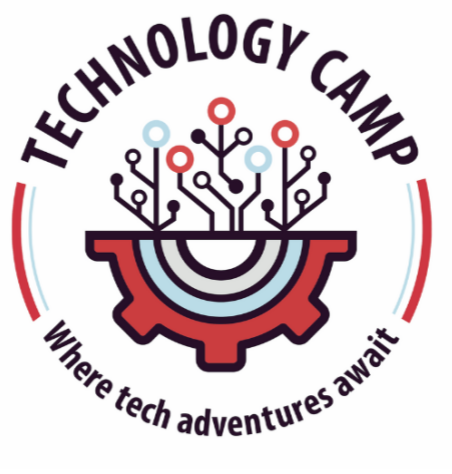 TECHNOLOGY CAMP
Where tech adventures await